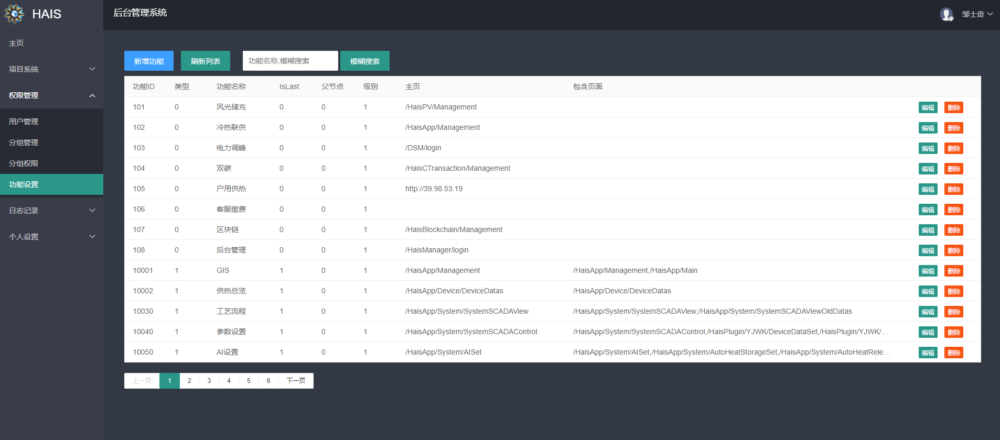 HAIS
后台管理系统
邹士奇
主页
项目系统
权限管理
用户管理
分组管理
分组权限
功能设置
日志记录
个人设置
新增功能 刷新列表 功能名称,模糊搜索 模糊搜索
功能ID 类型 功能名称 IsLast 父节点 级别 主页 包含页面
101 0 风光储充 0 0 1 /HaisPV/Management 编辑 删除
102 0 冷热联供 0 0 1 /HaisApp/Management 编辑 删除
103 0 电力调峰 0 0 1 /DSM/login 编辑 删除
104 0 双碳 0 0 1 /HaisCTransaction/Management 编辑 删除
105 0 户用供热 0 0 1 http://39.98.53.19 编辑 删除
106 0 客服缴费 0 0 1 编辑 删除
107 0 区块链 0 0 1 /HaisBlockchain/Management 编辑 删除
108 0 后台管理 0 0 1 /HaisManager/login 编辑 删除
10001 1 GIS 1 0 1 /HaisApp/Management /HaisApp/Management,/HaisApp/Main 编辑 删除
10002 1 供热总览 1 0 1 /HaisApp/Device/DeviceDatas /HaisApp/Device/DeviceDatas 编辑 删除
10030 1 工艺流程 1 0 1 /HaisApp/System/SystemSCADAView /HaisApp/System/SystemSCADAView,/HaisApp/System/SystemSCADAViewOldDatas 编辑 删除
10040 1 参数设置 1 0 1 /HaisApp/System/SystemSCADAControl /HaisApp/System/SystemSCADAControl,/HaisPlugin/YJWK/DeviceDataSet,/HaisPlugin/YJWK/… 编辑 删除
10050 1 AI设置 1 0 1 /HaisApp/System/AISet /HaisApp/System/AISet,/HaisApp/System/AutoHeatStorageSet,/HaisApp/System/AutoHeatRele… 编辑 删除
上一页 1 2 3 4 5 6 下一页